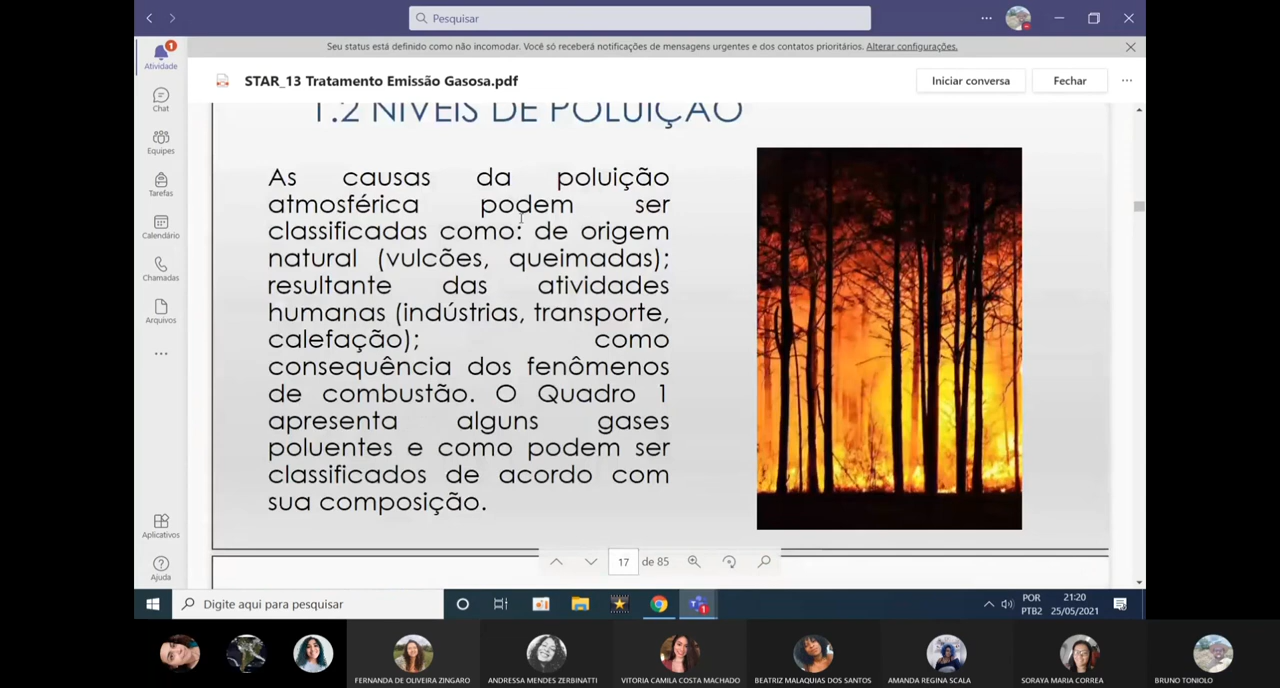 Pesquisar
Seu status está definido como não incomodar. Você só receberá notificações de mensagens urgentes e dos contatos prioritários. Alterar configurações.
1
Atividade
STAR_13 Tratamento Emissão Gasosa.pdf
Iniciar conversa
Fechar
Chat
Equipes
Tarefas
Calendário
Chamadas
Arquivos
Aplicativos
Ajuda
1.2 NÍVEIS DE POLUIÇÃO
As causas da poluição
atmosférica podem ser
classificadas como: de origem
natural (vulcões, queimadas);
resultante das atividades
humanas (indústrias, transporte,
calefação); como
consequência dos fenômenos
de combustão. O Quadro 1
apresenta alguns gases
poluentes e como podem ser
classificados de acordo com
sua composição.
17 de 85
Digite aqui para pesquisar
1
POR
PTB2
21:20
25/05/2021
FERNANDA DE OLIVEIRA ZINGARO
ANDRESSA MENDES ZERBINATTI
VITORIA CAMILA COSTA MACHADO
BEATRIZ MALAQUIAS DOS SANTOS
AMANDA REGINA SCALA
SORAYA MARIA CORREA
BRUNO TONIOLO